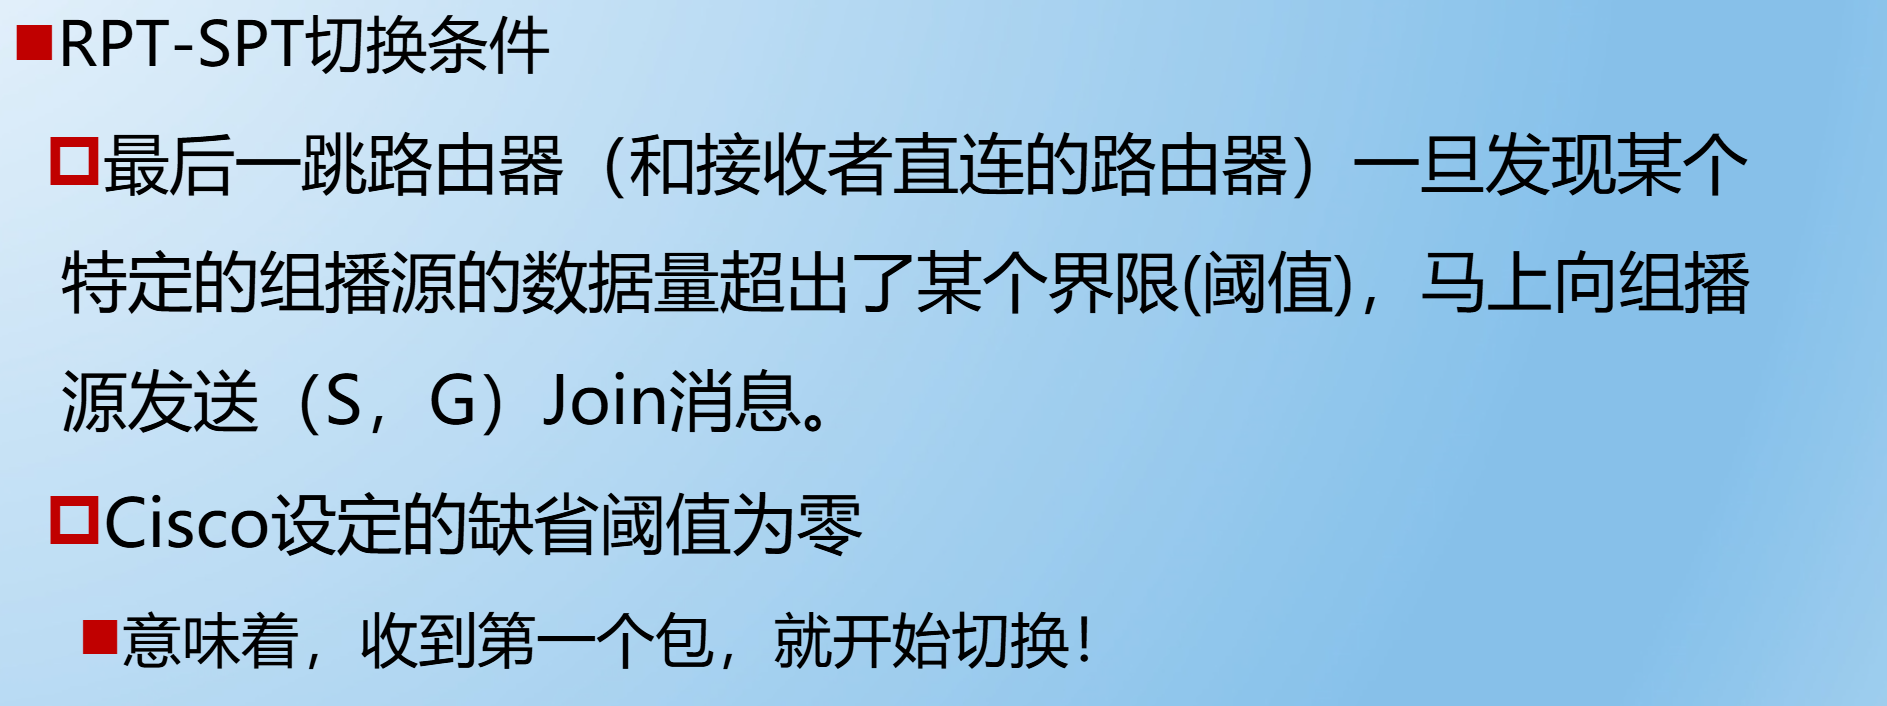 RPT-SPT切换条件
最后一跳路由器（和接收者直连的路由器）一旦发现某个
特定的组播源的数据量超出了某个界限(阈值)，马上向组播
源发送（S，G）Join消息。
Cisco设定的缺省阈值为零
意味着，收到第一个包，就开始切换！